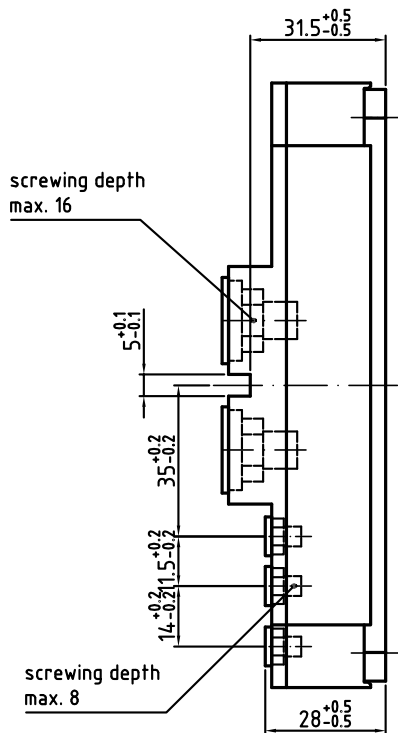 31.5 +0.5 -0.5
screwing depth
max. 16
5 +0.1 -0.1
35 +0.2 -0.2
11.5 +0.2 -0.2
14 +0.2 -0.2
screwing depth
max. 8
28 +0.5 -0.5